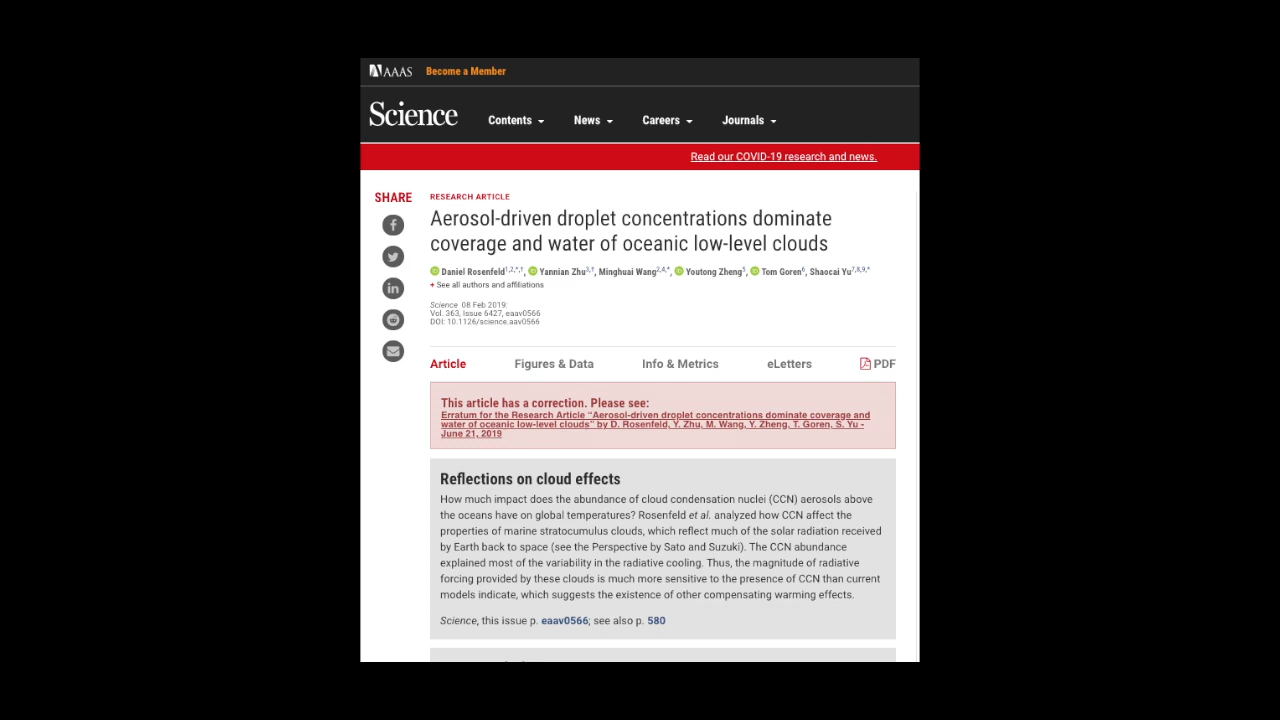 AAAS Become a Member
Science Contents News Careers Journals
Read our COVID-19 research and news.
SHARE
RESEARCH ARTICLE
Aerosol-driven droplet concentrations dominate
coverage and water of oceanic low-level clouds
Daniel Rosenfeld1,2,*,†, Yannian Zhu3,†, Minghuai Wang2,4,*, Youtong Zheng5, Tom Goren6, Shaocai Yu7,8,9,*
+ See all authors and affiliations
Science 08 Feb 2019:
Vol. 363, Issue 6427, eaav0566
DOI: 10.1126/science.aav0566
Article Figures & Data Info & Metrics eLetters PDF
This article has a correction. Please see:
Erratum for the Research Article “Aerosol-driven droplet concentrations dominate coverage and
water of oceanic low-level clouds” by D. Rosenfeld, Y. Zhu, M. Wang, Y. Zheng, T. Goren, S. Yu -
June 21, 2019
Reflections on cloud effects
How much impact does the abundance of cloud condensation nuclei (CCN) aerosols above
the oceans have on global temperatures? Rosenfeld et al. analyzed how CCN affect the
properties of marine stratocumulus clouds, which reflect much of the solar radiation received
by Earth back to space (see the Perspective by Sato and Suzuki). The CCN abundance
explained most of the variability in the radiative cooling. Thus, the magnitude of radiative
forcing provided by these clouds is much more sensitive to the presence of CCN than current
models indicate, which suggests the existence of other compensating warming effects.
Science, this issue p. eaav0566; see also p. 580